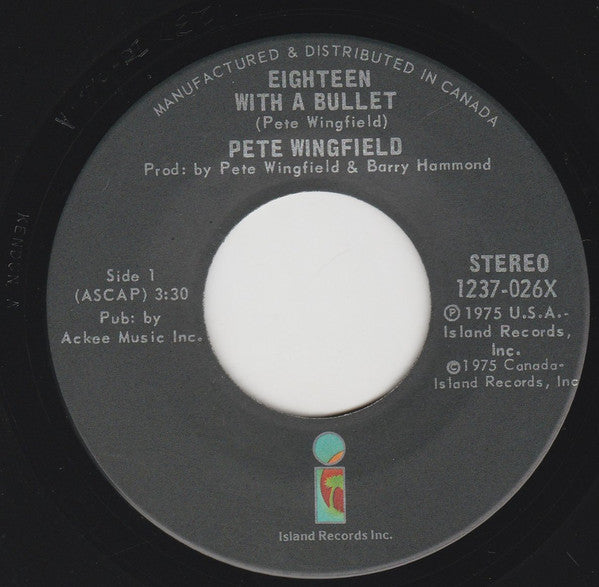 MANUFACTURED & DISTRIBUTED IN CANADA
EIGHTEEN
WITH A BULLET
(Pete Wingfield)
PETE WINGFIELD
Prod: by Pete Wingfield & Barry Hammond
Side 1
(ASCAP) 3:30
Pub: by
Ackee Music Inc.
STEREO
1237-026X
Ⓟ 1975 U.S.A.-
Island Records,
Inc.
©1975 Canada-
Island Records, Inc
Island Records Inc.
KENDUN A